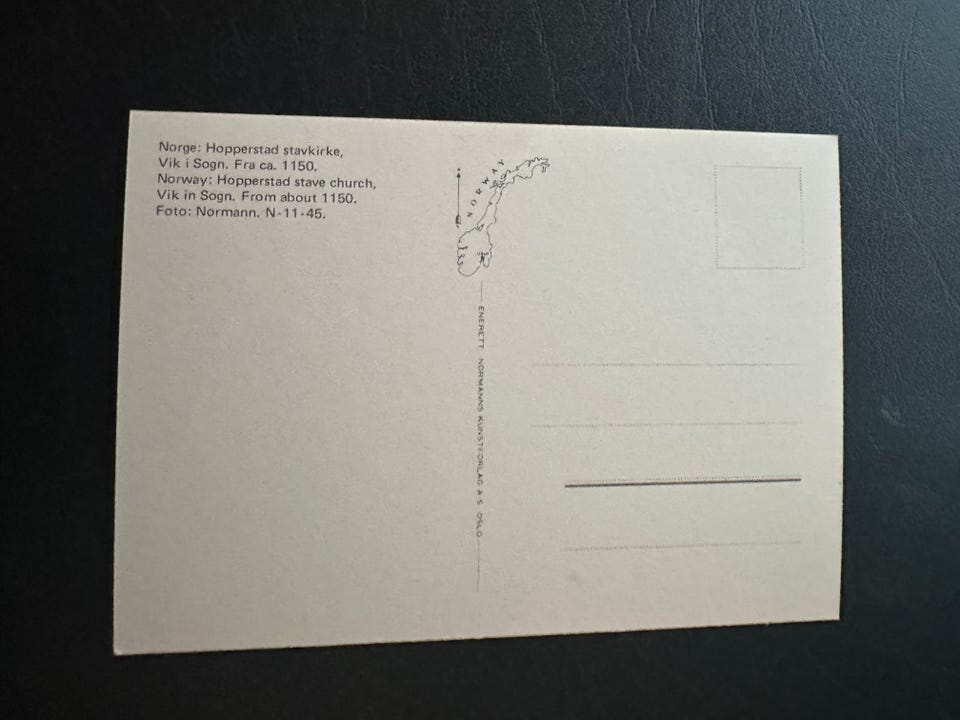 Norge: Hopperstad stavkirke,
Vik i Sogn. Fra ca. 1150.
Norway: Hopperstad stave church,
Vik in Sogn. From about 1150.
Foto: Normann. N-11-45.
NORWAY
ENERETT NORMANNS KUNSTFORLAG A S OSLO